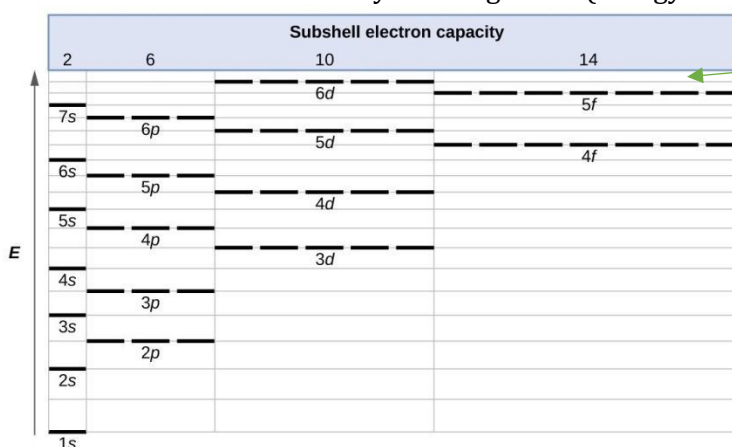 Subshell electron capacity
2 6 10 14
6d
5f
7s
6p
5d
4f
6s
5p
4d
5s
4p
E
3d
4s
3p
3s
2p
2s
1s